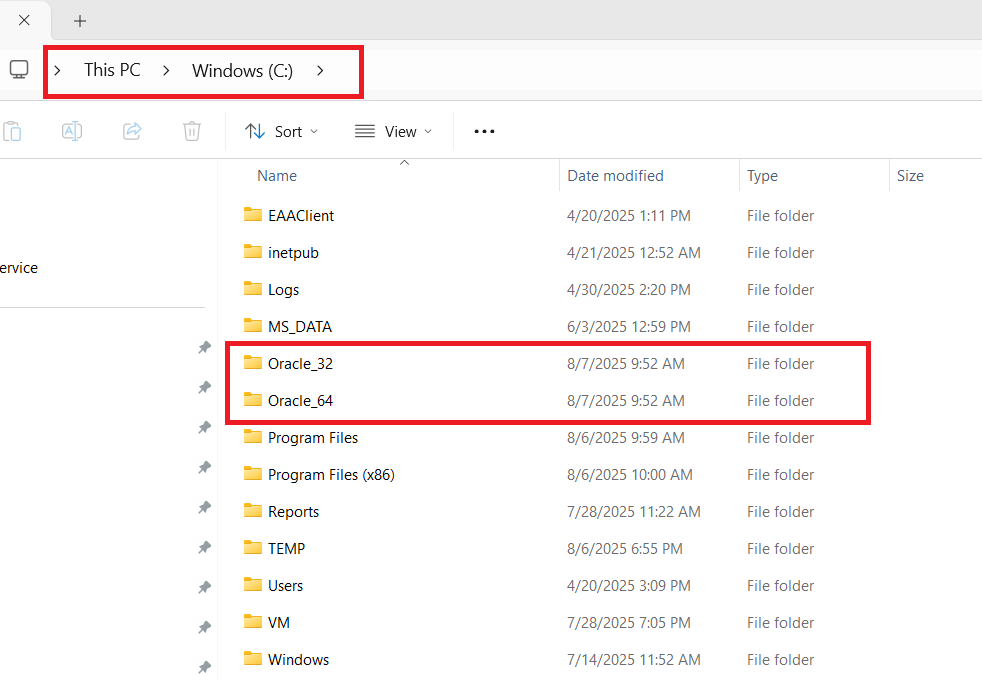 This PC Windows (C:)
Sort View
Name Date modified Type Size
EAAClient 4/20/2025 1:11 PM File folder
inetpub 4/21/2025 12:52 AM File folder
ervice
Logs 4/30/2025 2:20 PM File folder
MS_DATA 6/3/2025 12:59 PM File folder
Oracle_32 8/7/2025 9:52 AM File folder
Oracle_64 8/7/2025 9:52 AM File folder
Program Files 8/6/2025 9:59 AM File folder
Program Files (x86) 8/6/2025 10:00 AM File folder
Reports 7/28/2025 11:22 AM File folder
TEMP 8/6/2025 6:55 PM File folder
Users 4/20/2025 3:09 PM File folder
VM 7/28/2025 7:05 PM File folder
Windows 7/14/2025 11:52 AM File folder